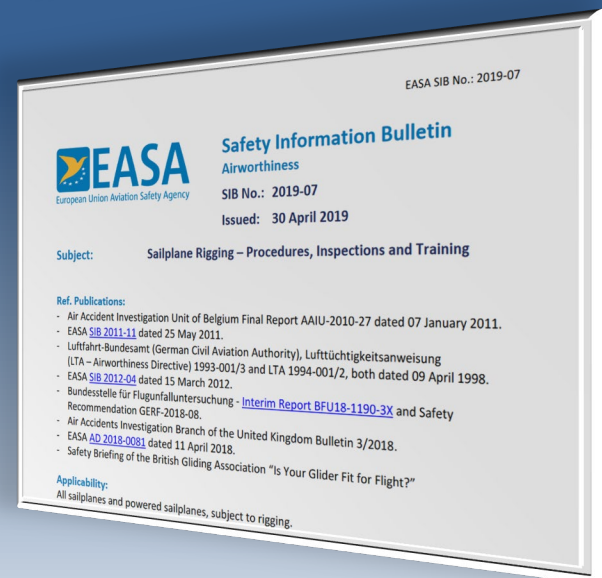 EASA SIB No.: 2019-07
EASA
European Union Aviation Safety Agency
Safety Information Bulletin
Airworthiness
SIB No.: 2019-07
Issued: 30 April 2019
Subject: Sailplane Rigging – Procedures, Inspections and Training
Ref. Publications:
- Air Accident Investigation Unit of Belgium Final Report AAIU-2010-27 dated 07 January 2011.
- EASA SIB 2011-11 dated 25 May 2011.
- Luftfahrt-Bundesamt (German Civil Aviation Authority), Lufttüchtigkeitsanweisung
(LTA – Airworthiness Directive) 1993-001/3 and LTA 1994-001/2, both dated 09 April 1998.
- EASA SIB 2012-04 dated 15 March 2012.
- Bundesstelle für Flugunfalluntersuchung - Interim Report BFU18-1190-3X and Safety
Recommendation GERF-2018-08.
- Air Accidents Investigation Branch of the United Kingdom Bulletin 3/2018.
- EASA AD 2018-0081 dated 11 April 2018.
- Safety Briefing of the British Gliding Association “Is Your Glider Fit for Flight?”
Applicability:
All sailplanes and powered sailplanes, subject to rigging.